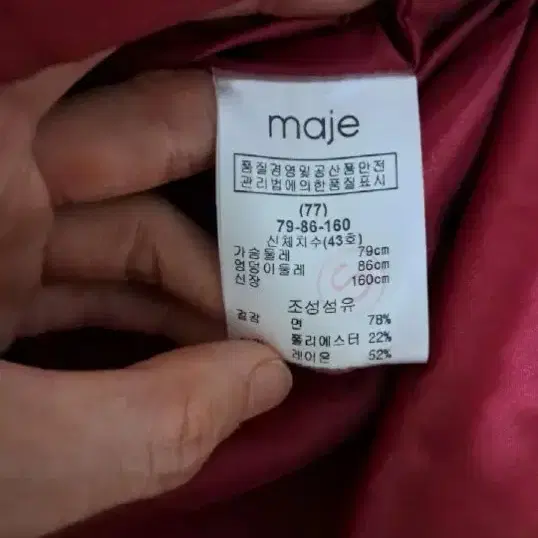 maje
품질경영및공산품안전
관리법에의한품질표시
(77)
79-86-160
신체치수(43호)
가슴둘레 79cm
엉덩이둘레 86cm
신장 160cm
조성섬유
겉감 면 78%
폴리에스터 22%
레이온 52%